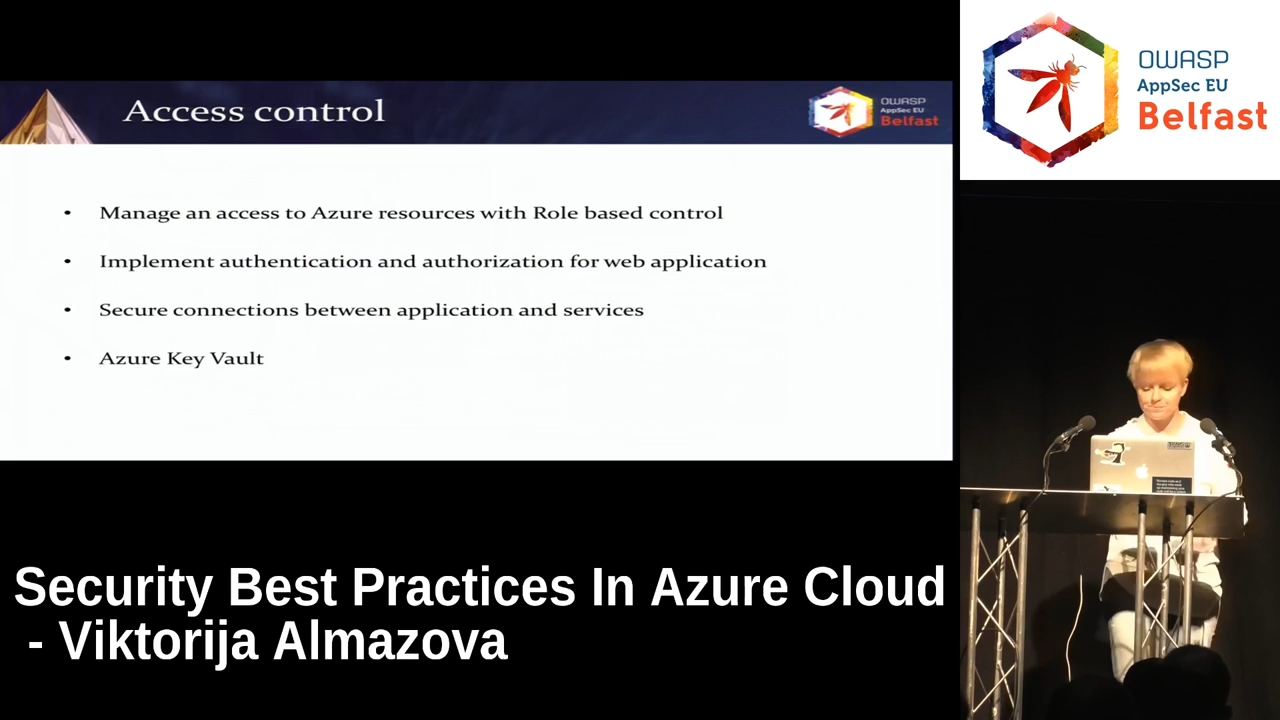 Access control
OWASP
AppSec EU
Belfast
• Manage an access to Azure resources with Role based control
• Implement authentication and authorization for web application
• Secure connections between application and services
• Azure Key Vault
OWASP
AppSec EU
Belfast
Security Best Practices In Azure Cloud
- Viktorija Almazova